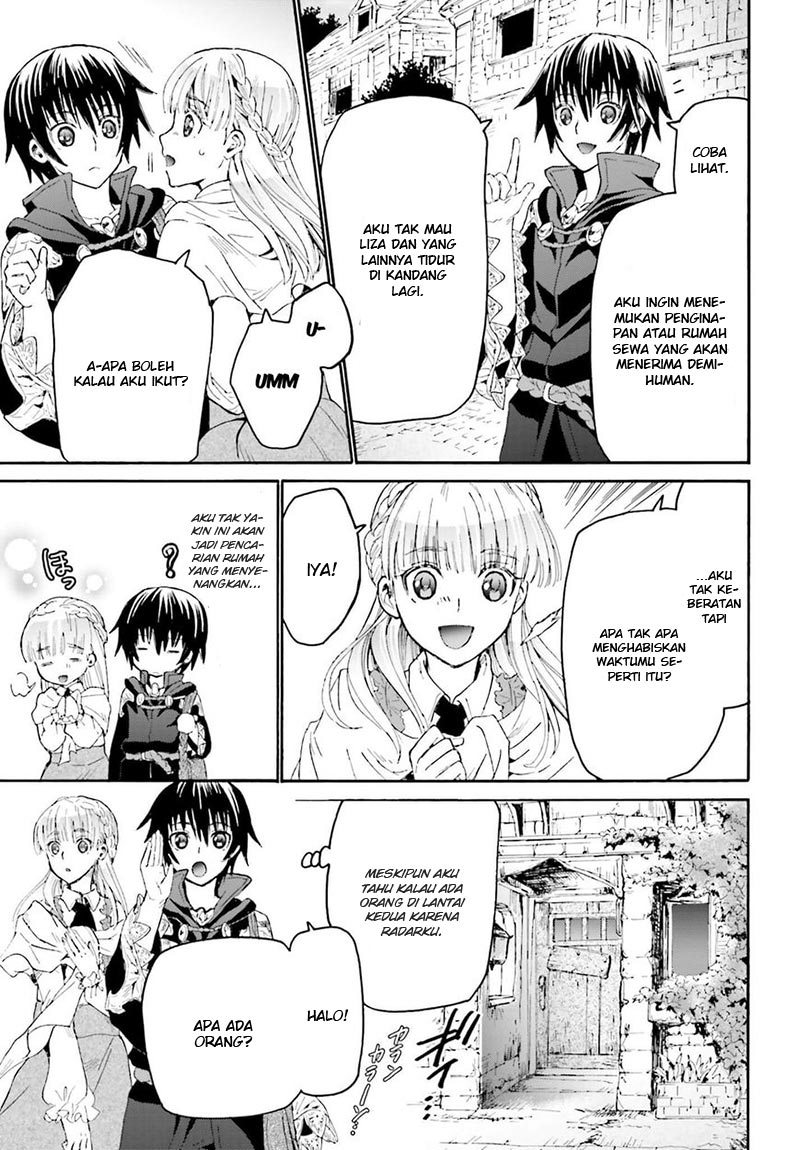 COBA
LIHAT.
AKU TAK MAU
LIZA DAN YANG
LAINNYA TIDUR
DI KANDANG
LAGI.
AKU INGIN MENE-
MUKAN PENGINA-
PAN ATAU RUMAH
SEWA YANG AKAN
MENERIMA DEMI-
HUMAN.
U-
UMM
A-APA BOLEH
KALAU AKU IKUT?
...AKU
TAK KE-
BERATAN
TAPI
APA TAK APA
MENGHABISKAN
WAKTUMU SE-
PERTI ITU?
IYA!
AKU TAK YA-
KIN INI AKAN
JADI PENCA-
RIAN RUMAH
YANG MENYE-
NANGKAN...
?
ほっ
MESKIPUN AKU
TAHU KALAU ADA
ORANG DI LANTAI
KEDUA KARENA
RADARKU.
ギィ
カラン
カラーン…
HALO!
APA ADA
ORANG?